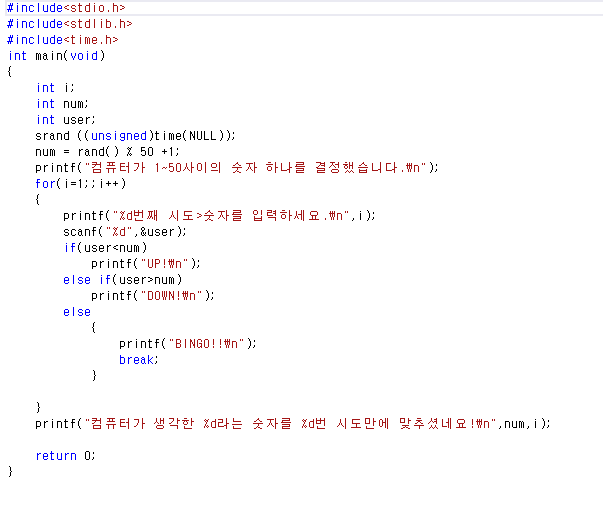 #include<stdio.h>
#include<stdlib.h>
#include<time.h>
int main(void)
{
    int i;
    int num;
    int user;
    srand ((unsigned)time(NULL));
    num = rand() % 50 +1;
    printf("컴퓨터가 1~50사이의 숫자 하나를 결정했습니다.₩n");
    for(i=1;;i++)
    {
        printf("%d번째 시도>숫자를 입력하세요.₩n",i);
        scanf("%d",&user);
        if(user<num)
            printf("UP!₩n");
        else if(user>num)
            printf("DOWN!₩n");
        else
            {
                printf("BINGO!!₩n");
                break;
            }
    }
    printf("컴퓨터가 생각한 %d라는 숫자를 %d번 시도만에 맞추셨네요!₩n",num,i);
    return 0;
}